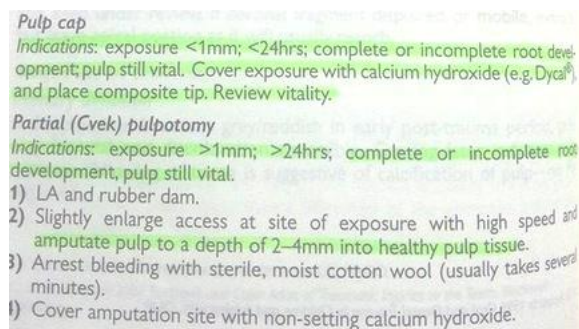 Pulp cap
Indications: exposure <1mm; <24hrs; complete or incomplete root devel-
opment; pulp still vital. Cover exposure with calcium hydroxide (e.g. Dycal®),
and place composite tip. Review vitality.
Partial (Cvek) pulpotomy
Indications: exposure >1mm; >24hrs; complete or incomplete root
development, pulp still vital.
1) LA and rubber dam.
2) Slightly enlarge access at site of exposure with high speed and
amputate pulp to a depth of 2–4mm into healthy pulp tissue.
3) Arrest bleeding with sterile, moist cotton wool (usually takes several
minutes).
) Cover amputation site with non-setting calcium hydroxide.